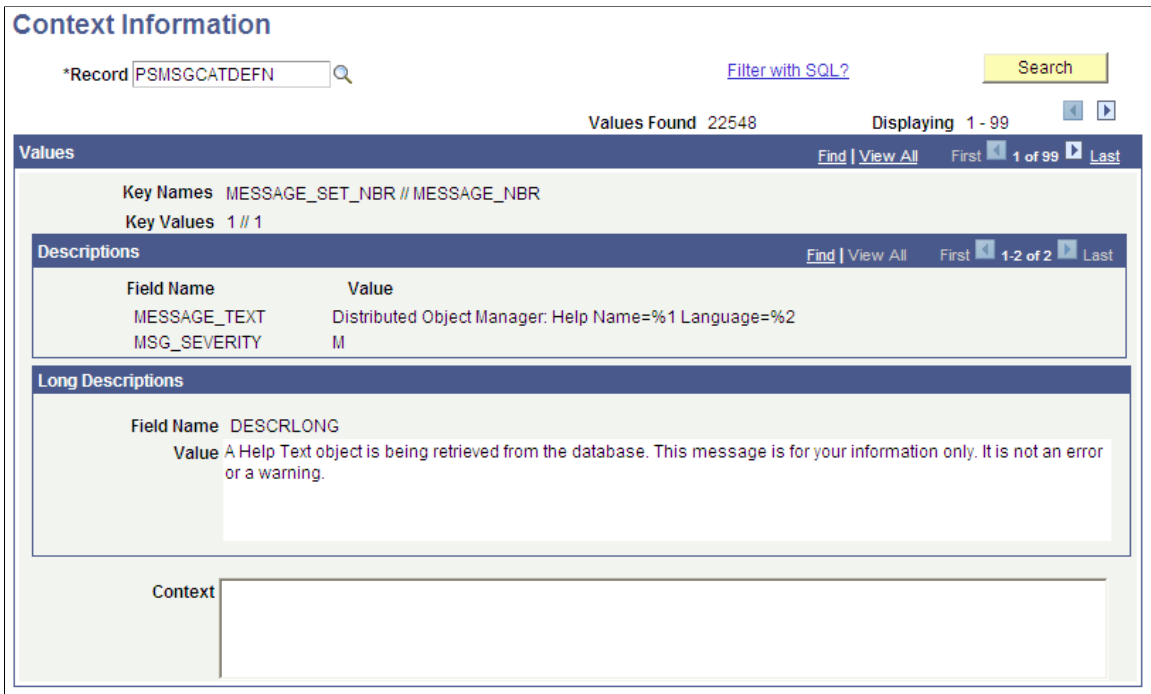 Context Information
*Record PSMSGCATDEFN Filter with SQL? Search
Values Found 22548 Displaying 1 - 99
Values Find | View All First 1 of 99 Last
Key Names MESSAGE_SET_NBR // MESSAGE_NBR
Key Values 1 // 1
Descriptions Find | View All First 1-2 of 2 Last
Field Name Value
MESSAGE_TEXT Distributed Object Manager: Help Name=%1 Language=%2
MSG_SEVERITY M
Long Descriptions
Field Name DESCRLONG
Value A Help Text object is being retrieved from the database. This message is for your information only. It is not an error
or a warning.
Context